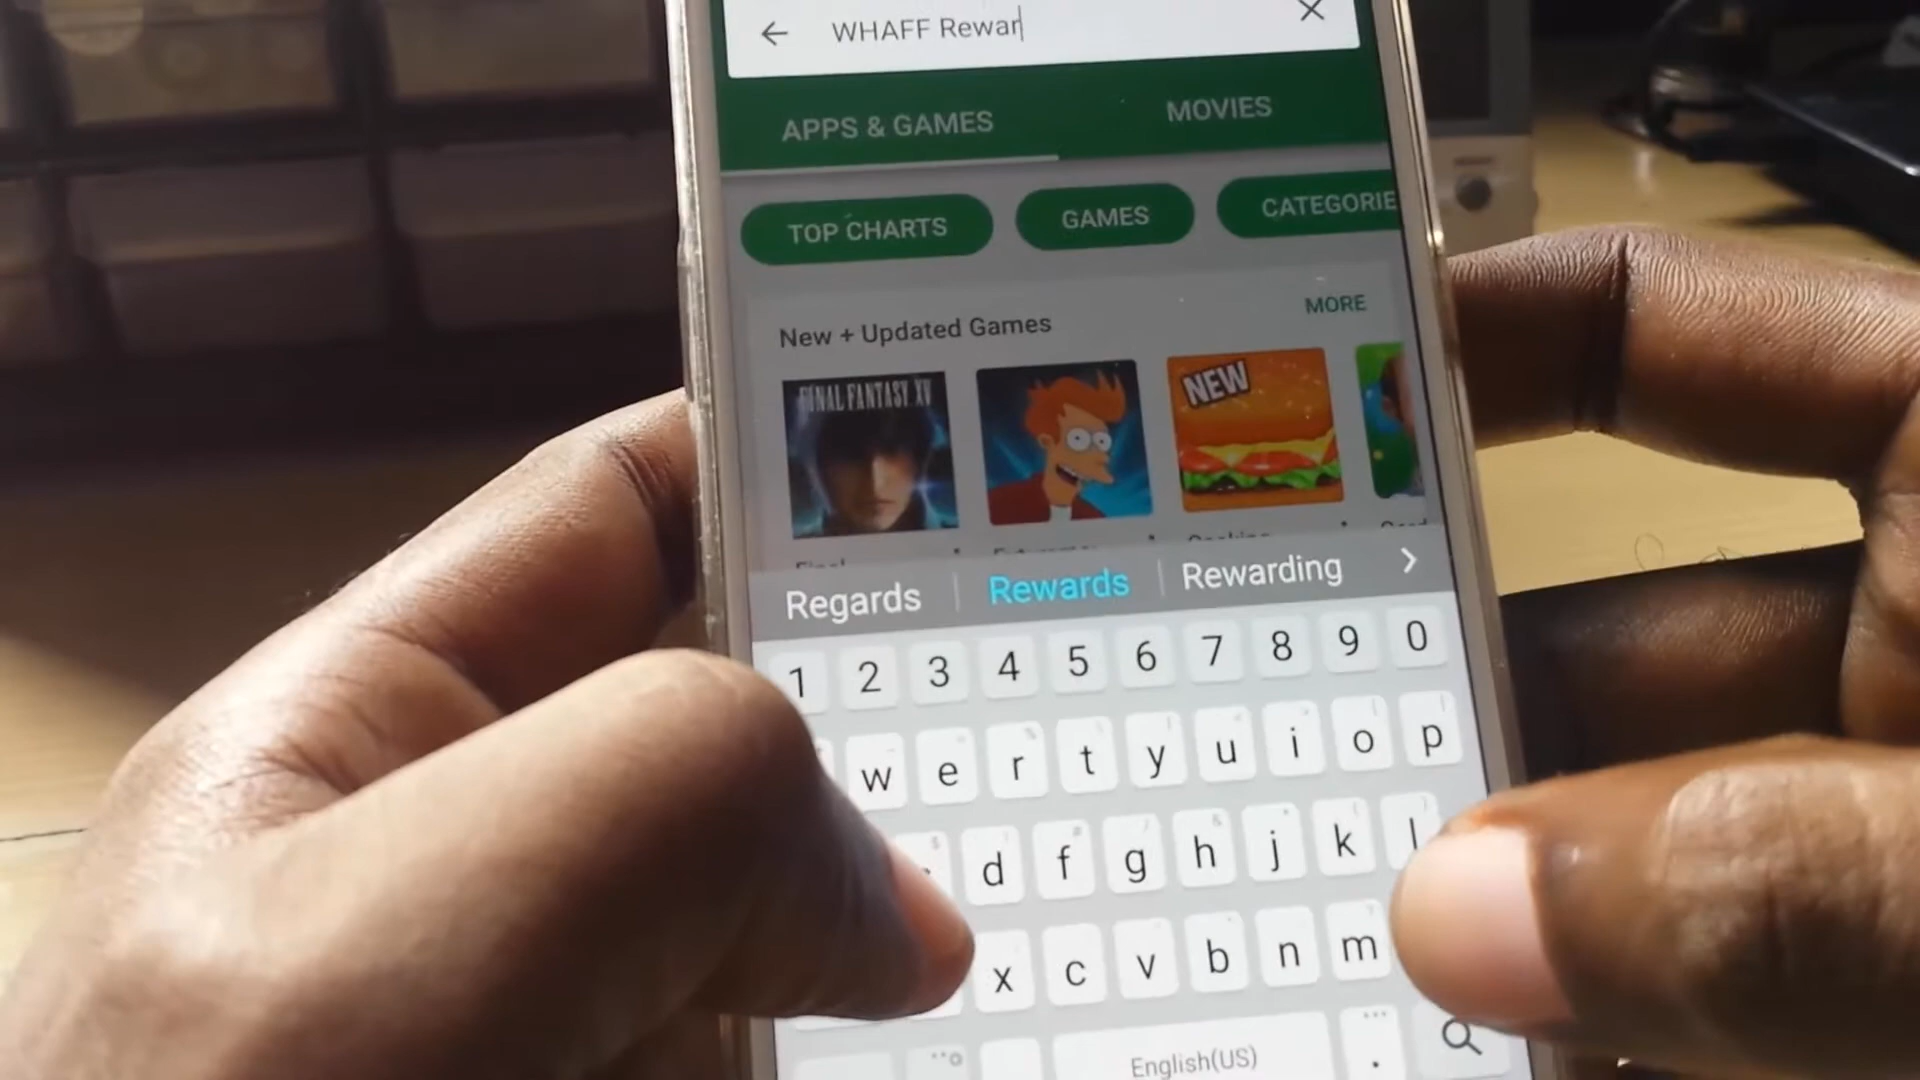 WHAFF Rewar
APPS & GAMES
MOVIES
TOP CHARTS
GAMES
CATEGORIE
New + Updated Games
MORE
FINAL FANTASY XV
NEW
Regards
Rewards
Rewarding
1 2 3 4 5 6 7 8 9 0
w e r t y u i o p
d f g h j k l
x c v b n m
English(US)
.